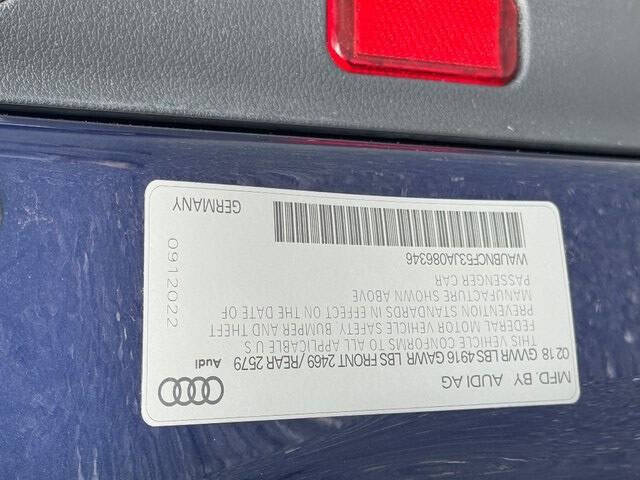 MFD. BY AUDI AG
Audi
02 18 GVWR LBS 4916 GAWR LBS FRONT 2469 / REAR 2579
THIS VEHICLE CONFORMS TO ALL APPLICABLE U S
FEDERAL MOTOR VEHICLE SAFETY, BUMPER AND THEFT
PREVENTION STANDARDS IN EFFECT ON THE DATE OF
MANUFACTURE SHOWN ABOVE
PASSENGER CAR
WAUBNCF53JA086346
GERMANY
0912022